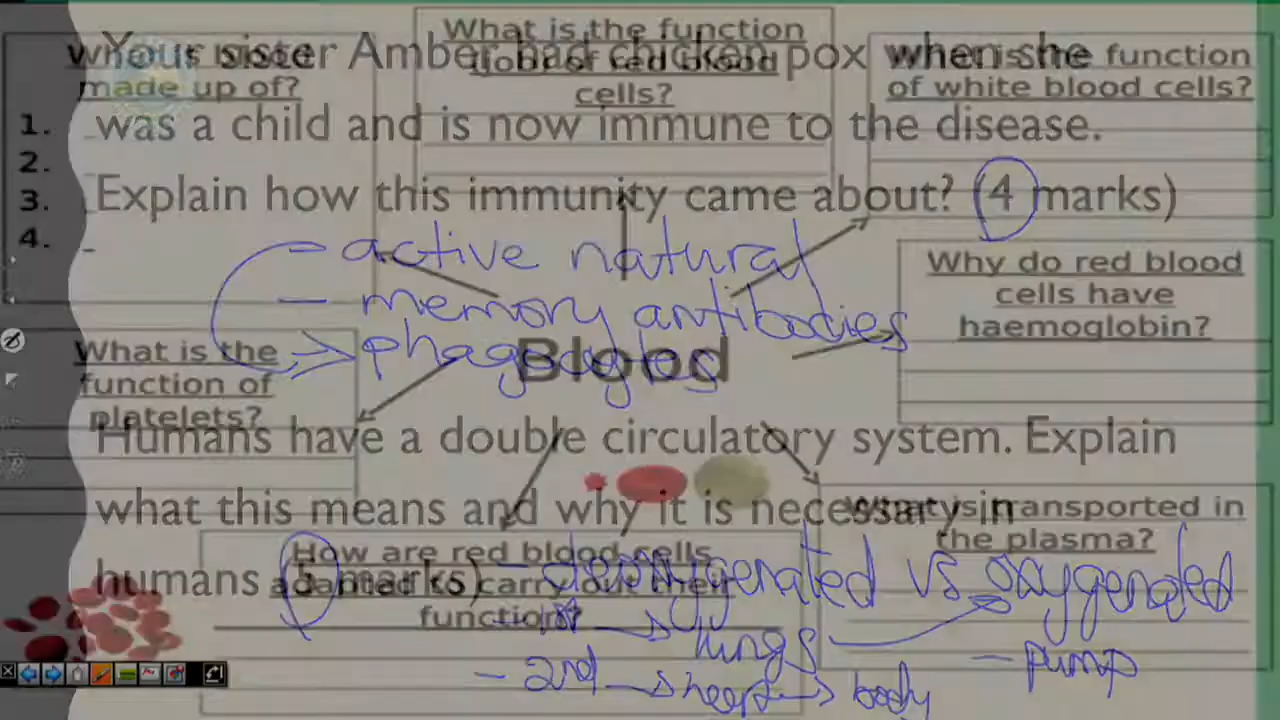 Your sister Amber had chicken pox when she
was a child and is now immune to the disease.
Explain how this immunity came about? (4 marks)
- active natural
- memory antibodies
phagocytes
Humans have a double circulatory system. Explain
what this means and why it is necessary in
humans (5 marks)
- deoxygenated vs oxygenated
- 1st → lungs
- pump
- 2nd → heart → body
made up of?
1.
2.
3.
4.
What is the function
of red blood
cells?
What is the function
of white blood cells?
Why do red blood
cells have
haemoglobin?
What is the
function of
platelets?
Blood
How are red blood cells
adapted to carry out their
function?
What is transported in
the plasma?